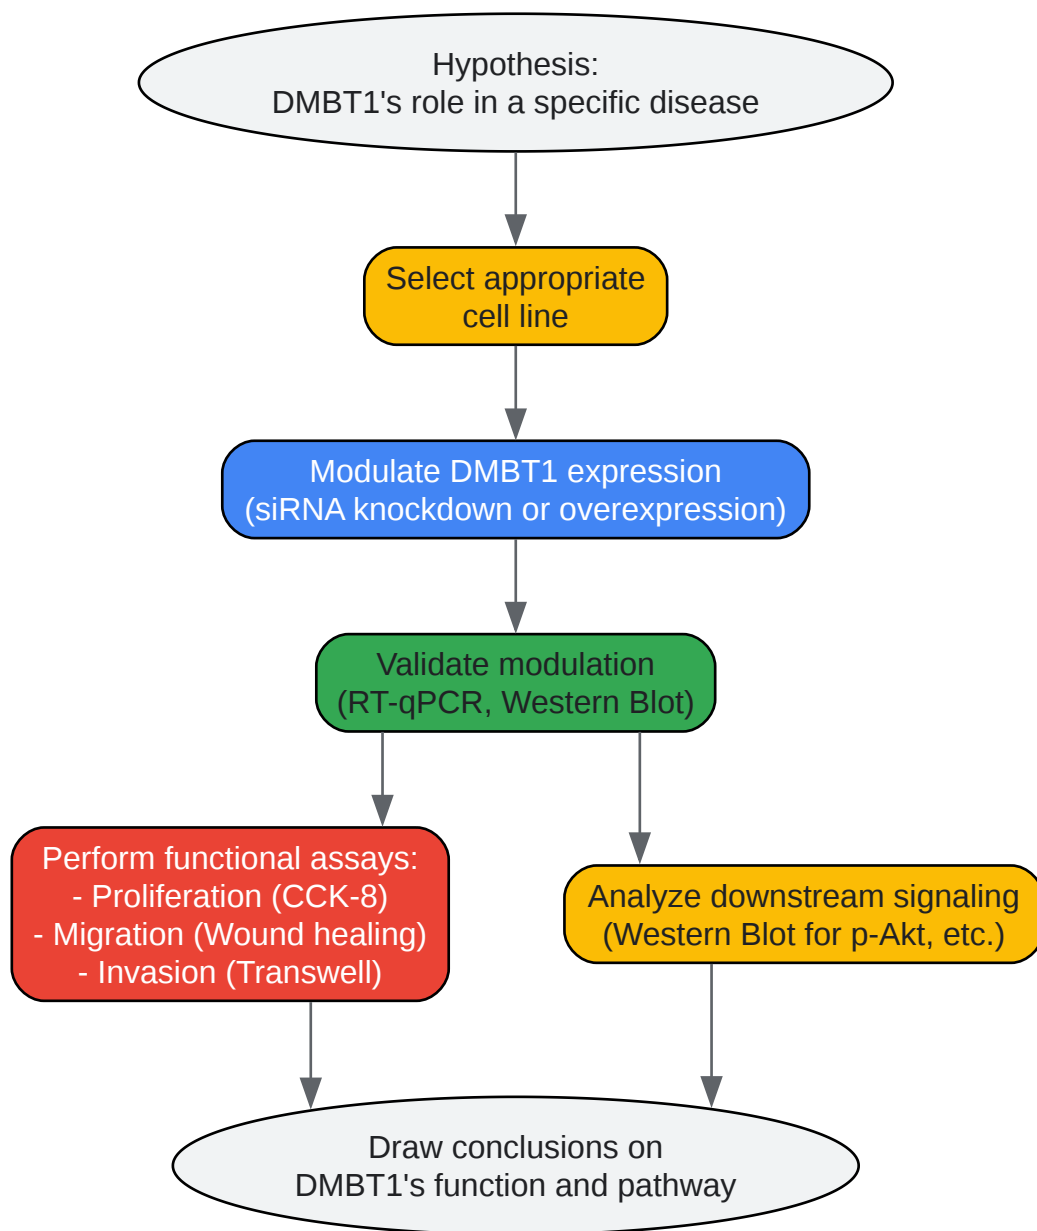 Hypothesis:
DMBT1's role in a specific disease
Select appropriate
cell line
Modulate DMBT1 expression
(siRNA knockdown or overexpression)
Validate modulation
(RT-qPCR, Western Blot)
Perform functional assays:
- Proliferation (CCK-8)
- Migration (Wound healing)
- Invasion (Transwell)
Analyze downstream signaling
(Western Blot for p-Akt, etc.)
Draw conclusions on
DMBT1's function and pathway